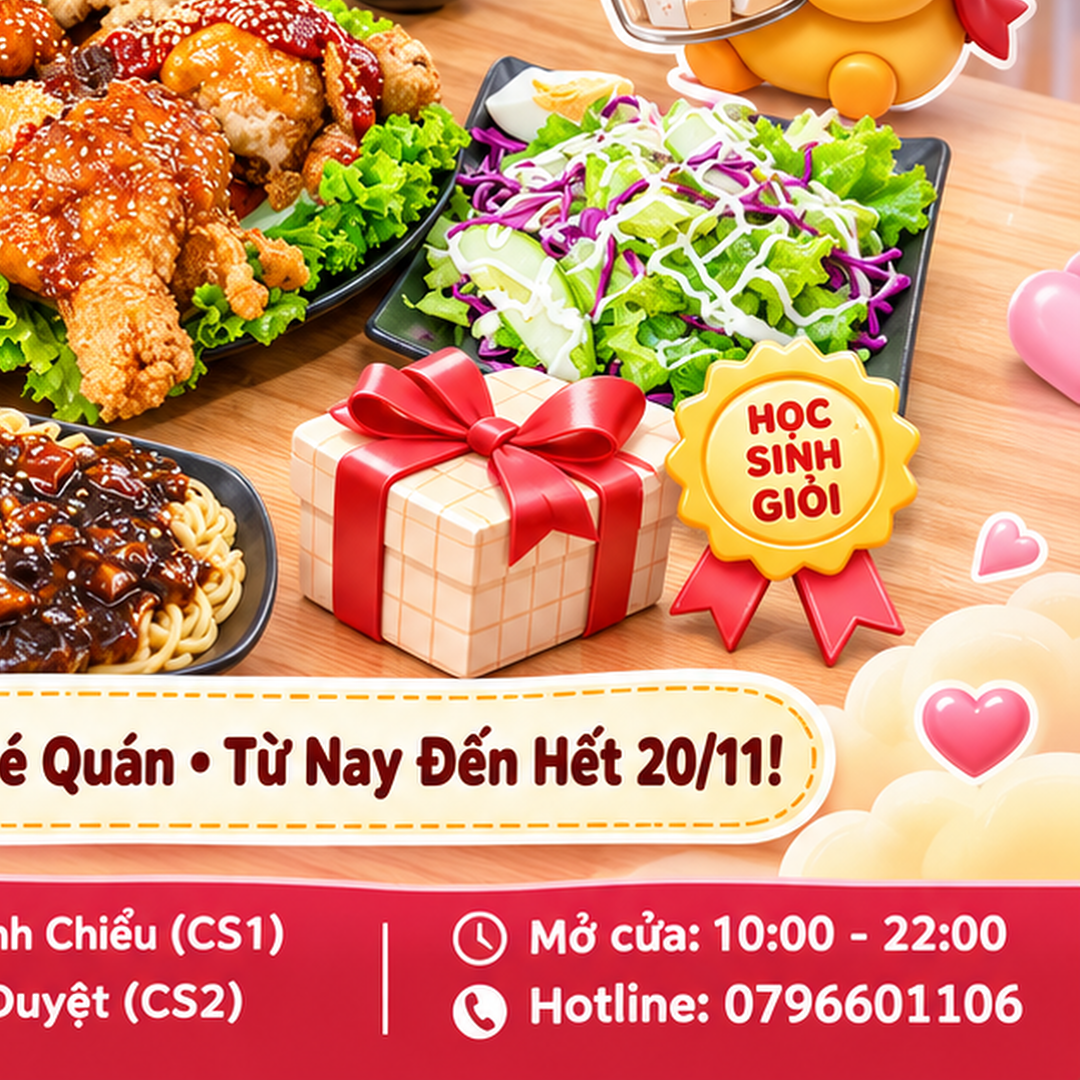 HỌC
SINH
GIỎI
é Quán • Từ Nay Đến Hết 20/11!
nh Chiểu (CS1)
Duyệt (CS2)
Mở cửa: 10:00 - 22:00
Hotline: 0796601106